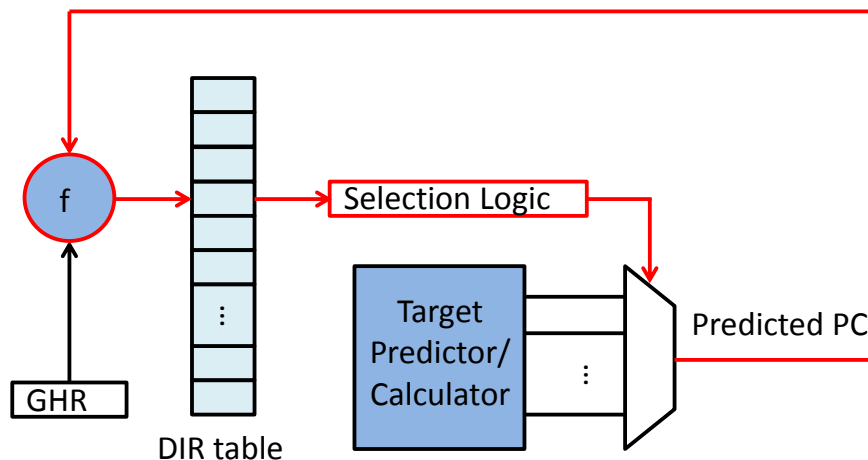 f
Selection Logic
Target
Predictor/
Calculator
Predicted PC
...
...
GHR
DIR table